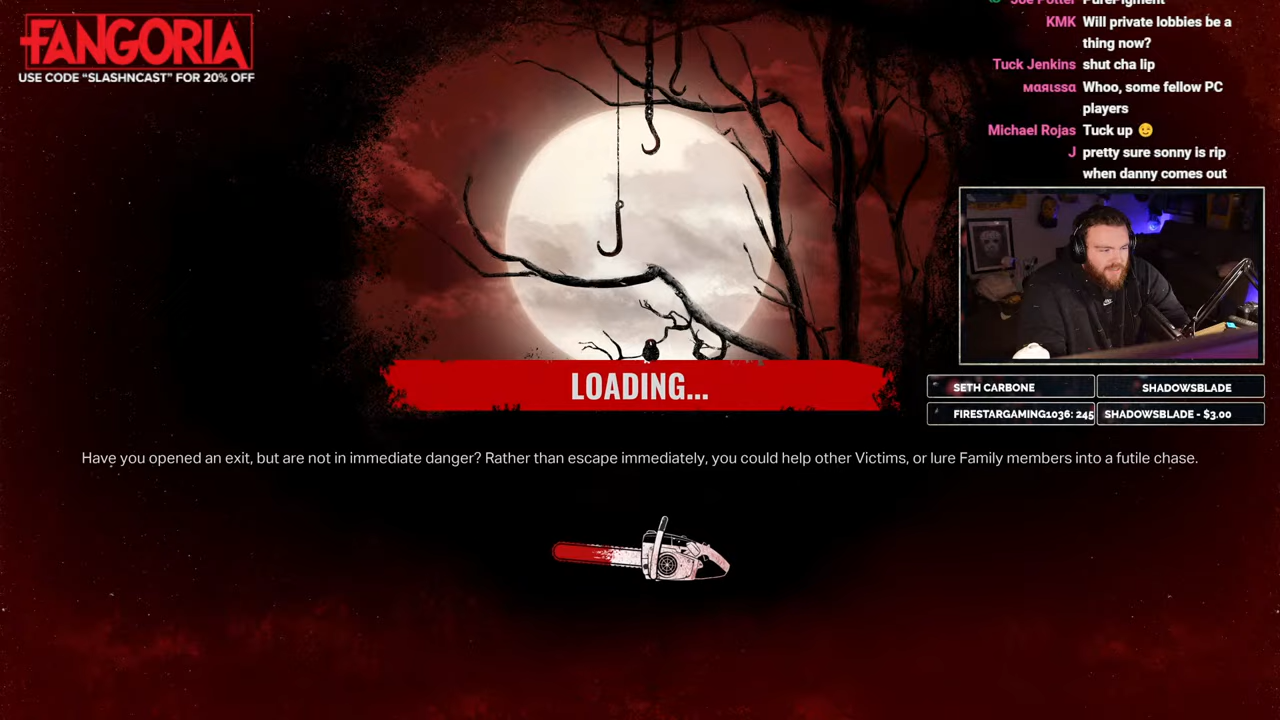 FANGORIA
USE CODE "SLASHNCAST" FOR 20% OFF
KMK Will private lobbies be a
thing now?
Tuck Jenkins shut cha lip
мαяιѕѕα Whoo, some fellow PC
players
Michael Rojas Tuck up 😉
J pretty sure sonny is rip
when danny comes out
SETH CARBONE
SHADOWSBLADE
FIRESTARGAMING1036: 245
SHADOWSBLADE - $3.00
LOADING...
Have you opened an exit, but are not in immediate danger? Rather than escape immediately, you could help other Victims, or lure Family members into a futile chase.